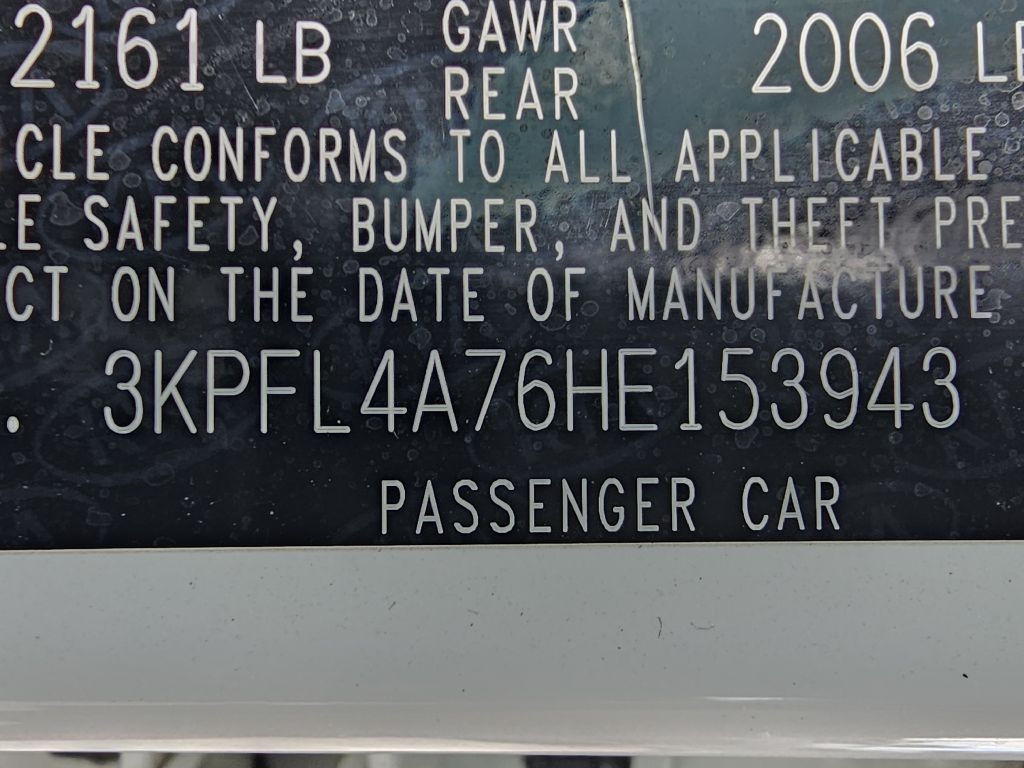 2161 LB GAWR REAR 2006 LB
CLE CONFORMS TO ALL APPLICABLE
LE SAFETY, BUMPER, AND THEFT PRE
CT ON THE DATE OF MANUFACTURE
. 3KPFL4A76HE153943
PASSENGER CAR